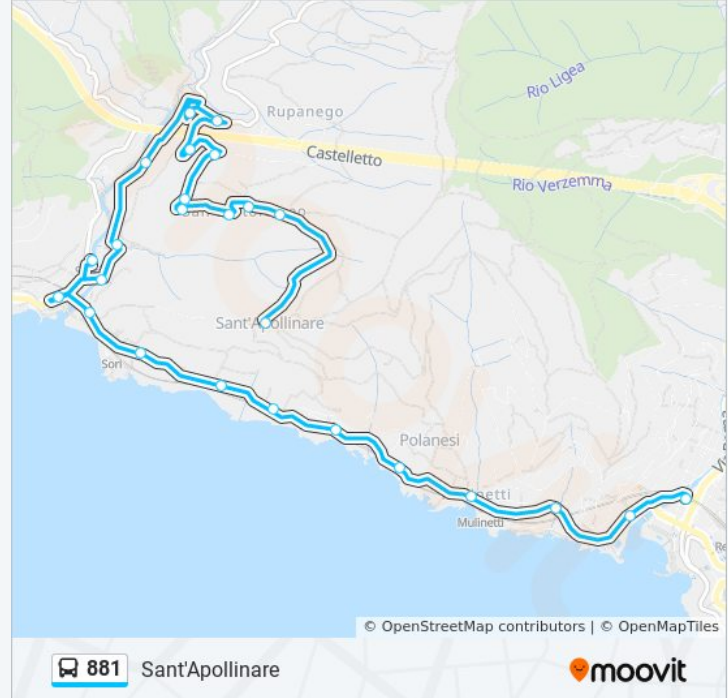 Rio Ligea
Rupanego
Castelletto
Rio Verzemma
Sant'Apollinare
Sori
Polanesi
Mulinetti
© OpenStreetMap contributors | © OpenMapTiles
881 Sant'Apollinare
moovit